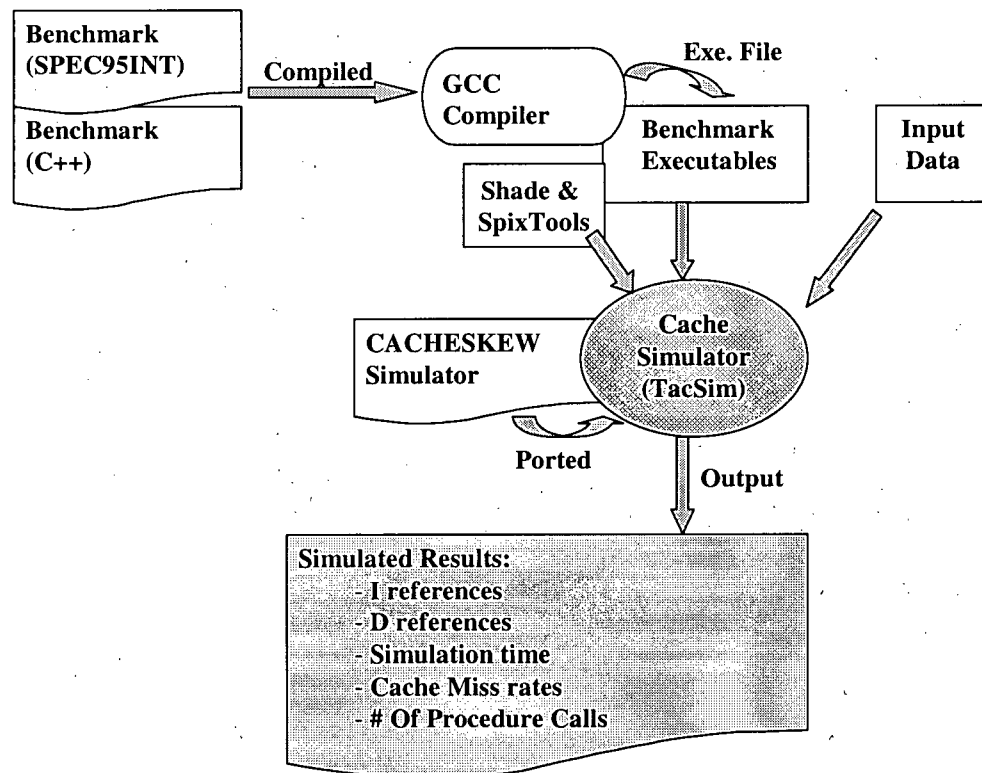 Benchmark
(SPEC95INT)
Compiled
GCC
Compiler
Exe. File
Benchmark
(C++)
Benchmark
Executables
Input
Data
Shade &
SpixTools
CACHESKEW
Simulator
Cache
Simulator
(TacSim)
Ported
Output
Simulated Results:
- I references
- D references
- Simulation time
- Cache Miss rates
- # Of Procedure Calls